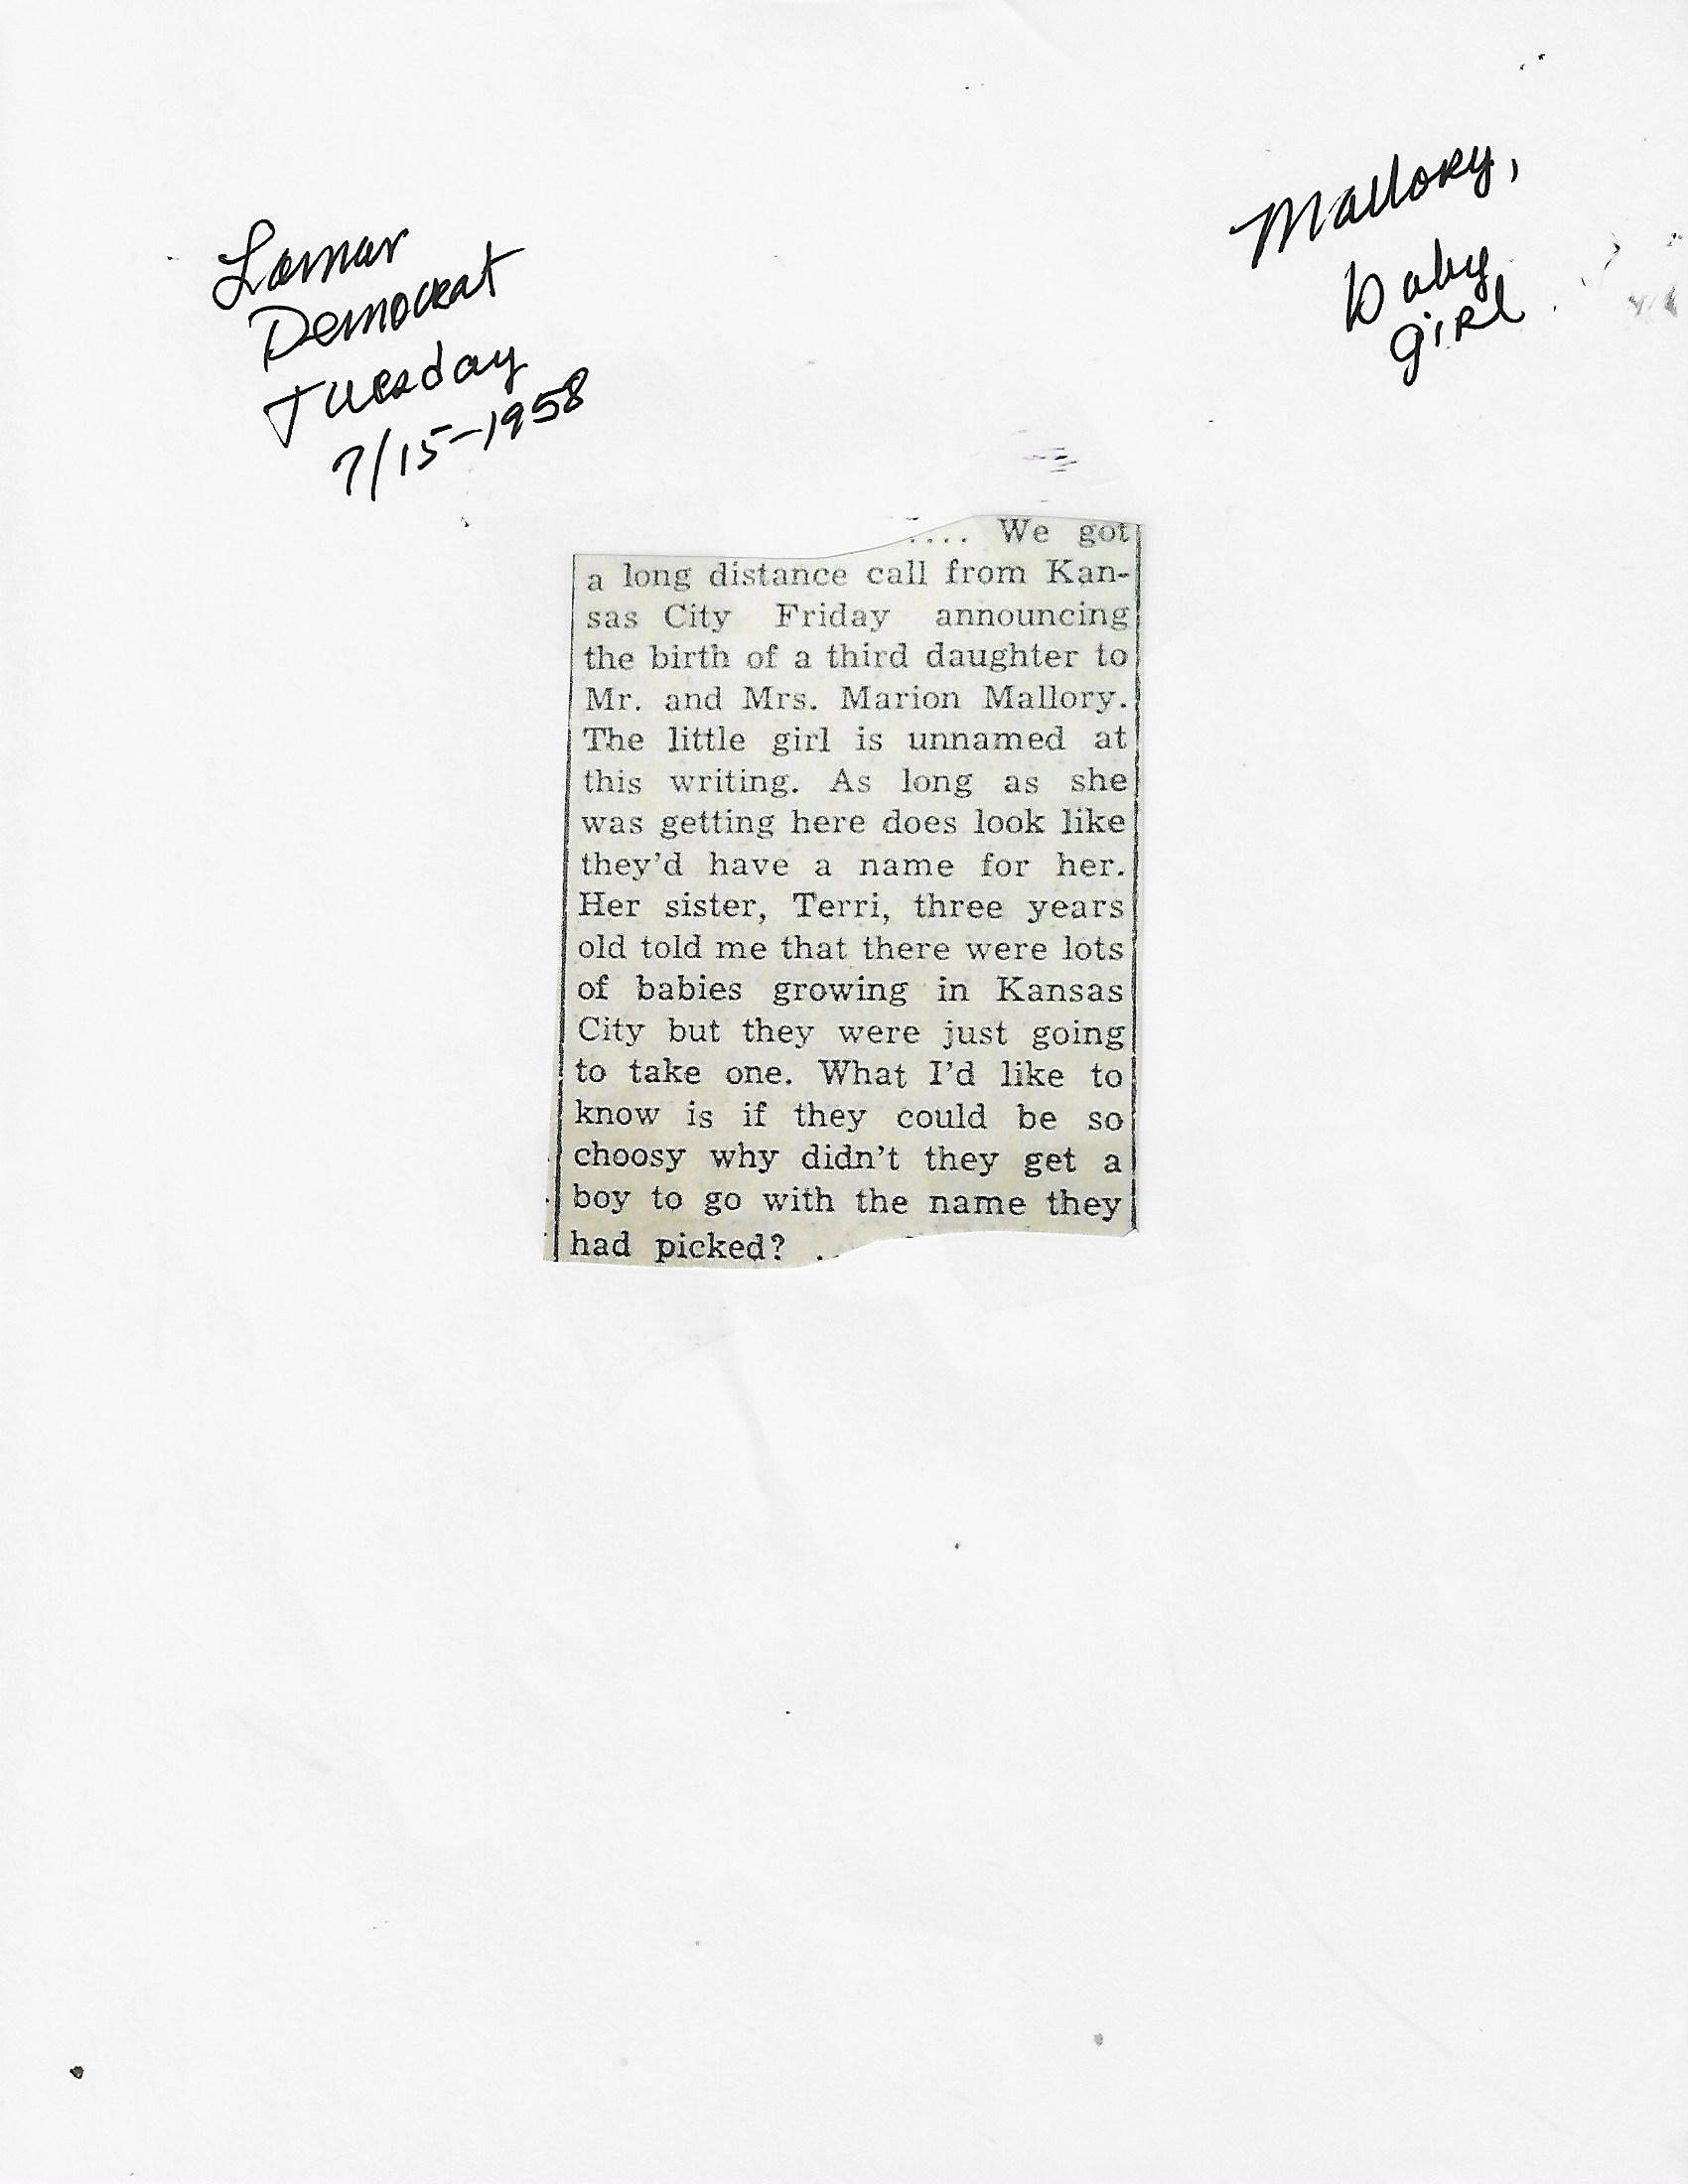 Lamar
Democrat
Tuesday
7/15-1958
Mallory,
baby
girl
.... We got
a long distance call from Kan-
sas City Friday announcing
the birth of a third daughter to
Mr. and Mrs. Marion Mallory.
The little girl is unnamed at
this writing. As long as she
was getting here does look like
they'd have a name for her.
Her sister, Terri, three years
old told me that there were lots
of babies growing in Kansas
City but they were just going
to take one. What I'd like to
know is if they could be so
choosy why didn't they get a
boy to go with the name they
had picked? ..